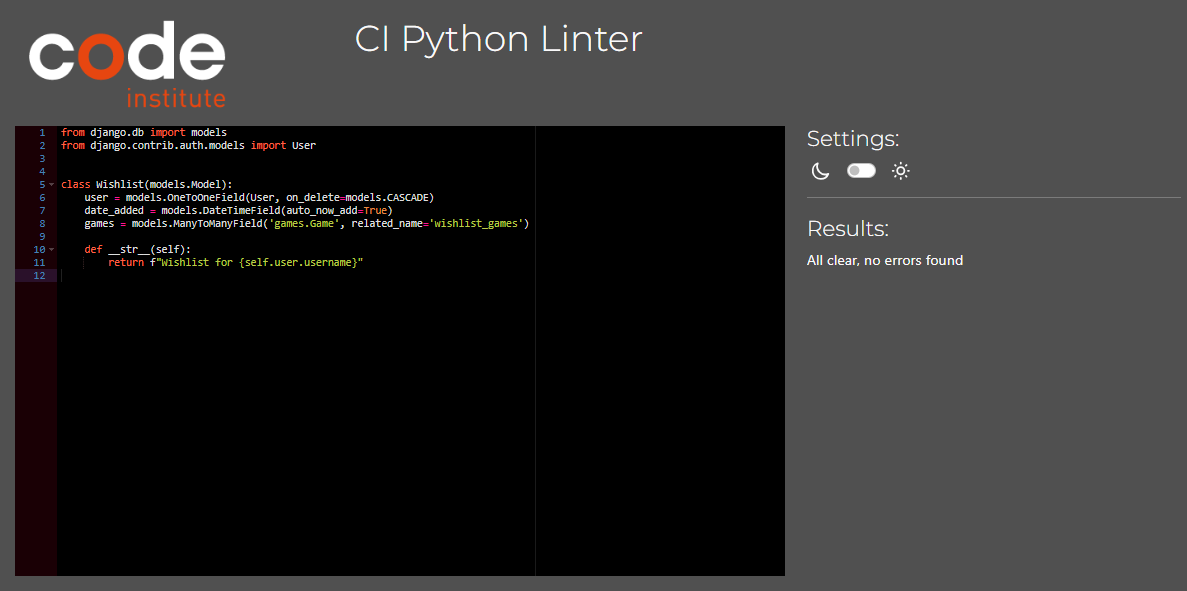 code
institute
CI Python Linter
1 from django.db import models
2 from django.contrib.auth.models import User
3
4
5 class Wishlist(models.Model):
6     user = models.OneToOneField(User, on_delete=models.CASCADE)
7     date_added = models.DateTimeField(auto_now_add=True)
8     games = models.ManyToManyField('games.Game', related_name='wishlist_games')
9
10     def __str__(self):
11         return f"Wishlist for {self.user.username}"
12
Settings:
Results:
All clear, no errors found